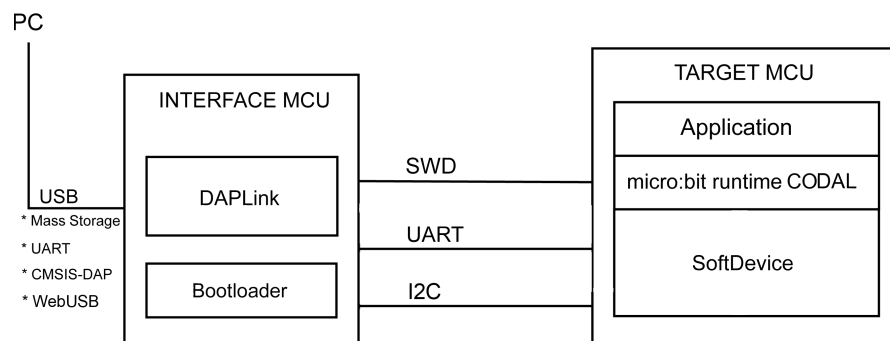 PC
USB
* Mass Storage
* UART
* CMSIS-DAP
* WebUSB
INTERFACE MCU
DAPLink
Bootloader
SWD
UART
I2C
TARGET MCU
Application
micro:bit runtime CODAL
SoftDevice